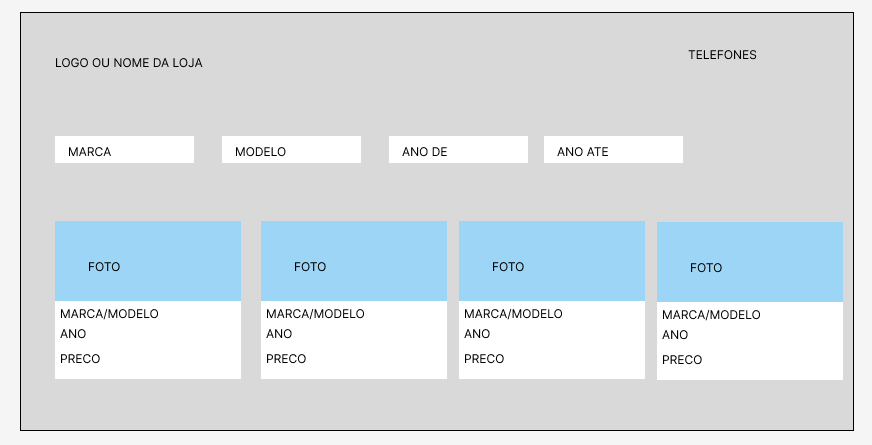 LOGO OU NOME DA LOJA
TELEFONES
MARCA
MODELO
ANO DE
ANO ATE
FOTO
MARCA/MODELO
ANO
PRECO
FOTO
MARCA/MODELO
ANO
PRECO
FOTO
MARCA/MODELO
ANO
PRECO
FOTO
MARCA/MODELO
ANO
PRECO